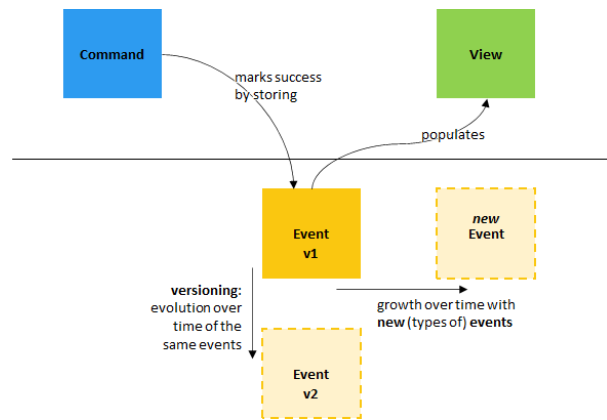 Command
View
marks success
by storing
populates
Event
v1
new
Event
versioning:
evolution over
time of the
same events
growth over time with
new (types of) events
Event
v2